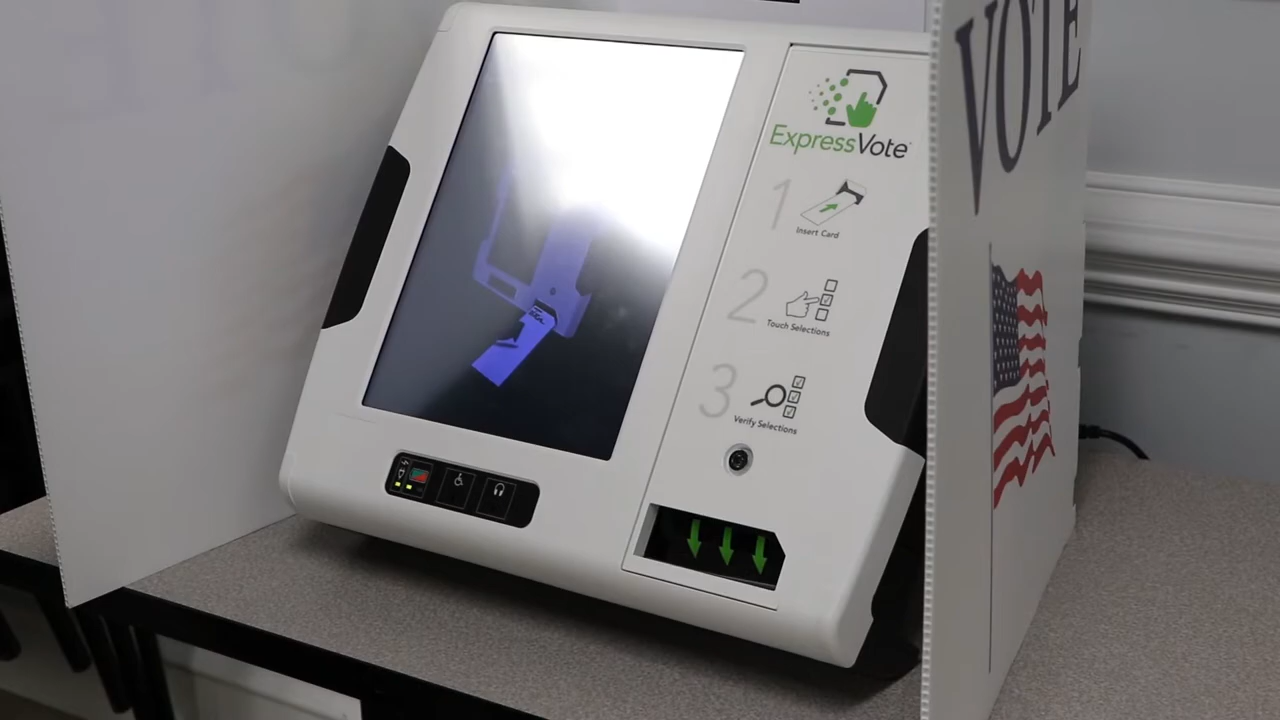 VOTE
ExpressVote
1
Insert Card
2
Touch Selections
3
Verify Selections